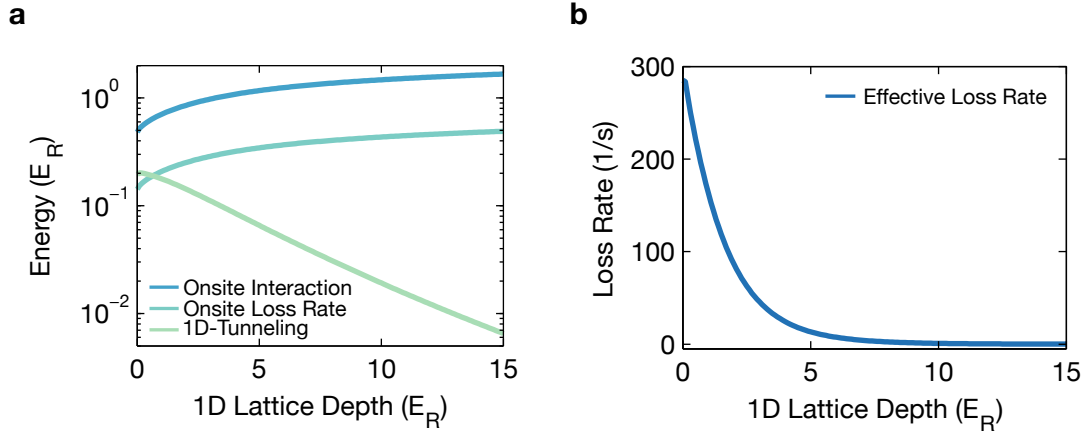 a
b
Energy (E_R)
10^0
10^-1
10^-2
Onsite Interaction
Onsite Loss Rate
1D-Tunneling
0 5 10 15
1D Lattice Depth (E_R)
Loss Rate (1/s)
300
200
100
0
Effective Loss Rate
0 5 10 15
1D Lattice Depth (E_R)